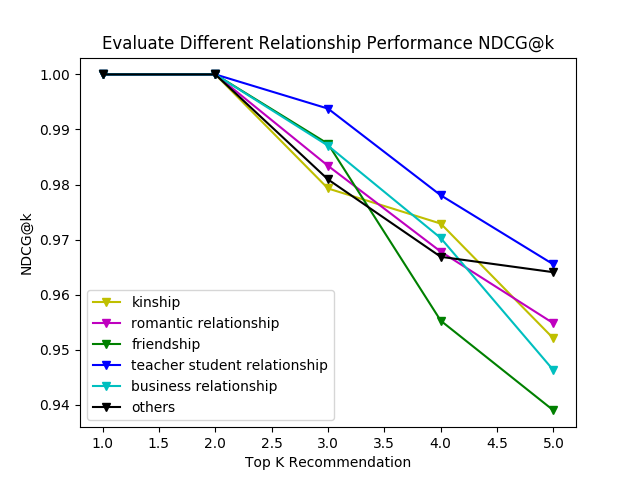 Evaluate Different Relationship Performance NDCG@k
1.00
0.99
0.98
0.97
0.96
0.95
0.94
NDCG@k
kinship
romantic relationship
friendship
teacher student relationship
business relationship
others
1.0 1.5 2.0 2.5 3.0 3.5 4.0 4.5 5.0
Top K Recommendation